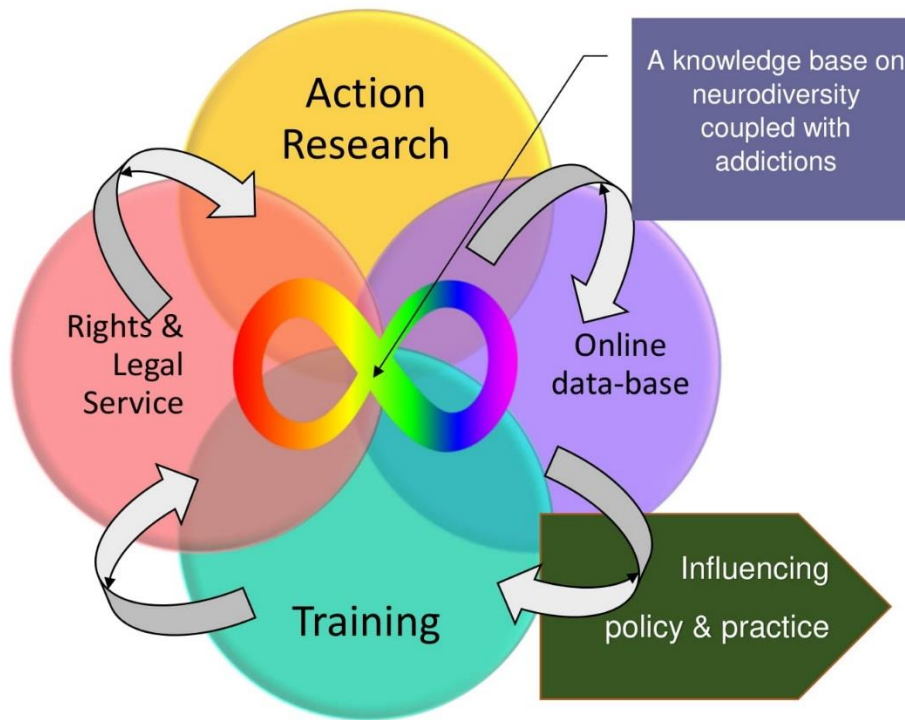 Action
Research
A knowledge base on
neurodiversity
coupled with
addictions
Rights &
Legal
Service
Online
data-base
Training
Influencing
policy & practice